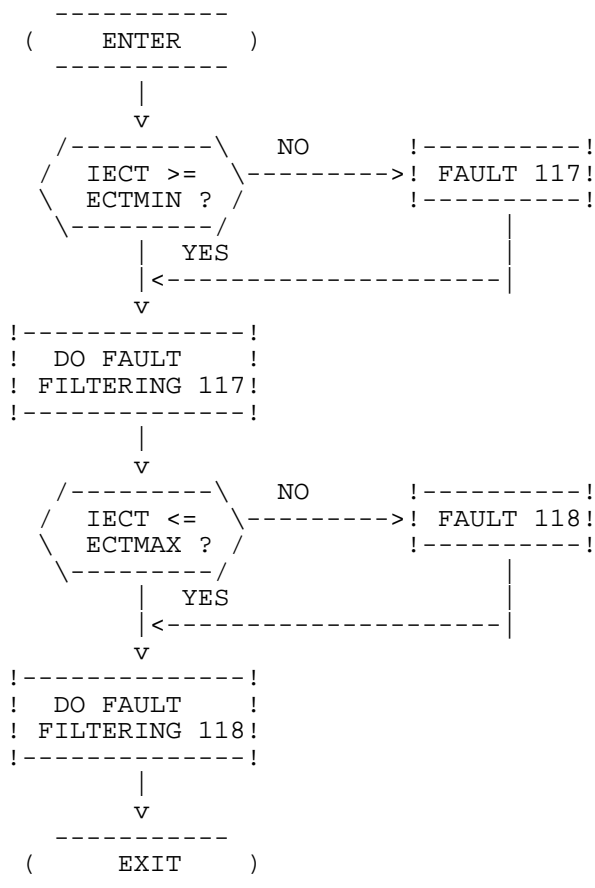 ENTER
IECT >= NO
ECTMIN ? FAULT 117
YES
DO FAULT
FILTERING 117
IECT <= NO
ECTMAX ? FAULT 118
YES
DO FAULT
FILTERING 118
EXIT